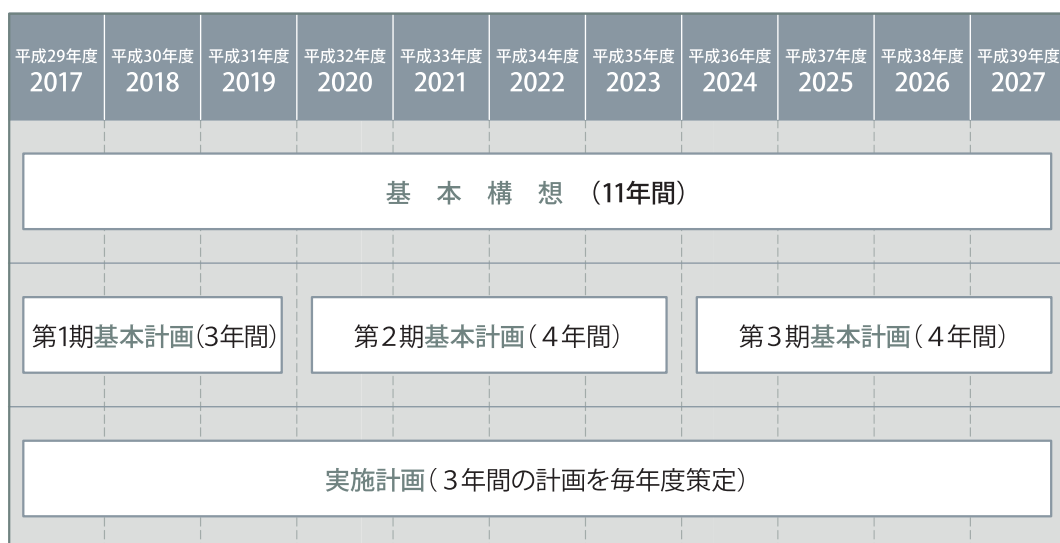 平成29年度 平成30年度 平成31年度 平成32年度 平成33年度 平成34年度 平成35年度 平成36年度 平成37年度 平成38年度 平成39年度
2017 2018 2019 2020 2021 2022 2023 2024 2025 2026 2027
基 本 構 想 （11年間）
第1期基本計画(3年間) 第２期基本計画(４年間) 第３期基本計画(４年間)
実施計画(３年間の計画を毎年度策定)